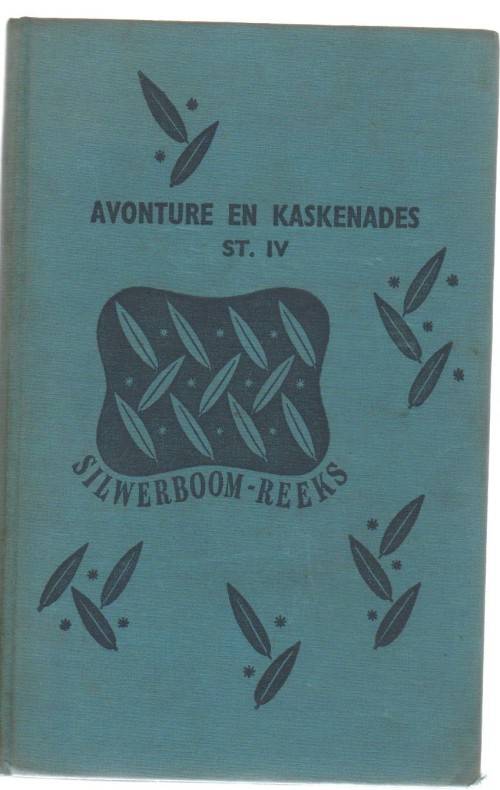 AVONTURE EN KASKENADES
ST. IV
SILWERBOOM-REEKS